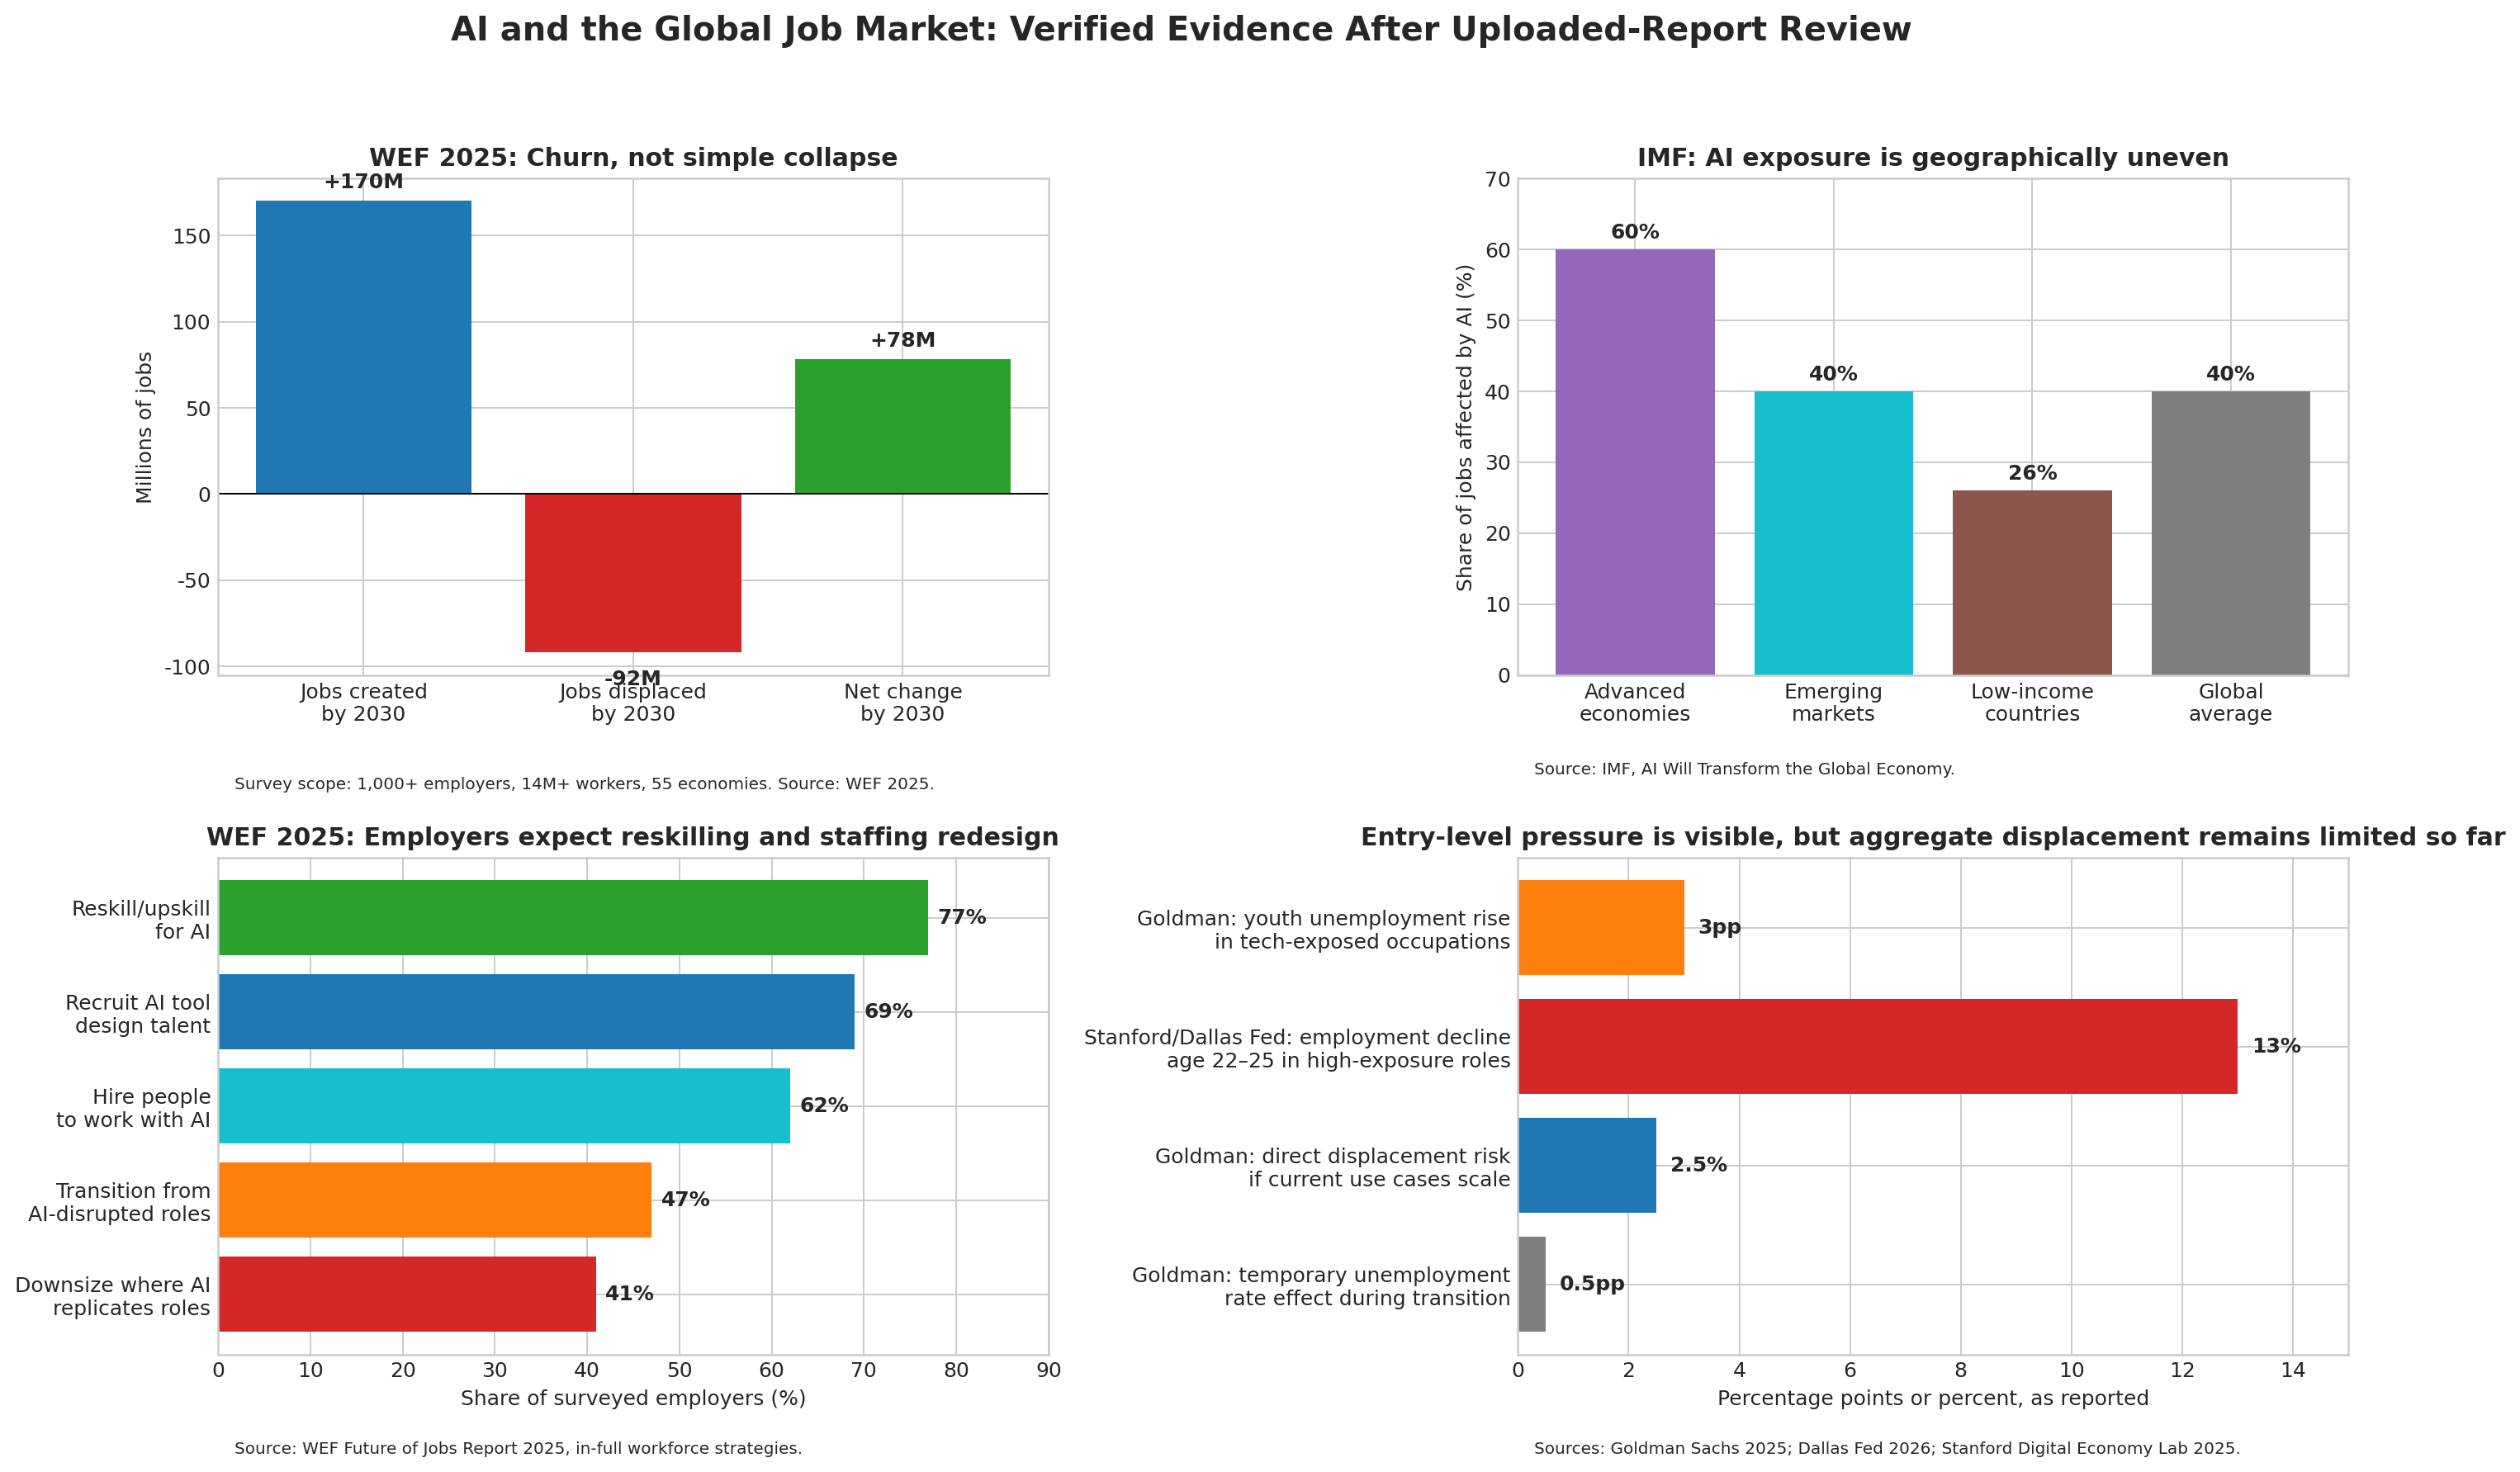 AI and the Global Job Market: Verified Evidence After Uploaded-Report Review
WEF 2025: Churn, not simple collapse
+170M
-92M
+78M
150
100
50
0
-50
-100
Millions of jobs
Jobs created
by 2030
Jobs displaced
by 2030
Net change
by 2030
Survey scope: 1,000+ employers, 14M+ workers, 55 economies. Source: WEF 2025.
IMF: AI exposure is geographically uneven
60%
40%
26%
40%
70
60
50
40
30
20
10
0
Share of jobs affected by AI (%)
Advanced
economies
Emerging
markets
Low-income
countries
Global
average
Source: IMF, AI Will Transform the Global Economy.
WEF 2025: Employers expect reskilling and staffing redesign
Reskill/upskill
for AI
77%
Recruit AI tool
design talent
69%
Hire people
to work with AI
62%
Transition from
AI-disrupted roles
47%
Downsize where AI
replicates roles
41%
0 10 20 30 40 50 60 70 80 90
Share of surveyed employers (%)
Source: WEF Future of Jobs Report 2025, in-full workforce strategies.
Entry-level pressure is visible, but aggregate displacement remains limited so far
Goldman: youth unemployment rise
in tech-exposed occupations
3pp
Stanford/Dallas Fed: employment decline
age 22–25 in high-exposure roles
13%
Goldman: direct displacement risk
if current use cases scale
2.5%
Goldman: temporary unemployment
rate effect during transition
0.5pp
0 2 4 6 8 10 12 14
Percentage points or percent, as reported
Sources: Goldman Sachs 2025; Dallas Fed 2026; Stanford Digital Economy Lab 2025.